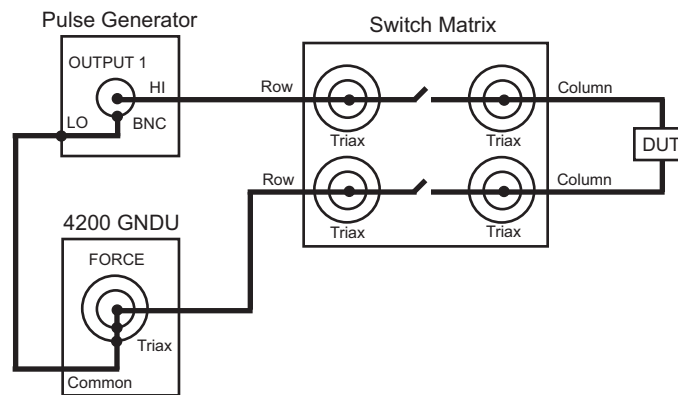 Pulse Generator
Switch Matrix
OUTPUT 1
HI
Row
Column
LO
BNC
Triax
Triax
DUT
Row
Column
4200 GNDU
FORCE
Triax
Triax
Triax
Common